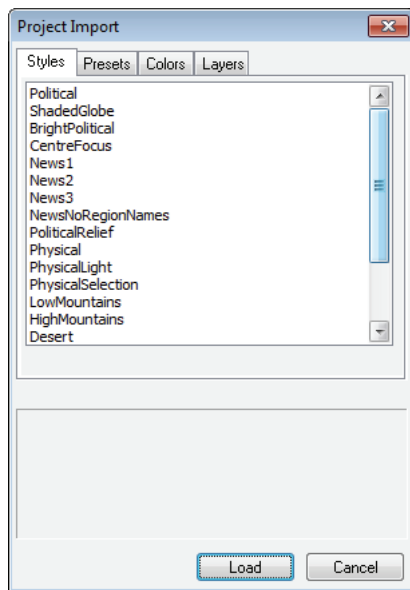 Project Import
Styles Presets Colors Layers
Political
ShadedGlobe
BrightPolitical
CentreFocus
News1
News2
News3
NewsNoRegionNames
PoliticalRelief
Physical
PhysicalLight
PhysicalSelection
LowMountains
HighMountains
Desert
Load Cancel